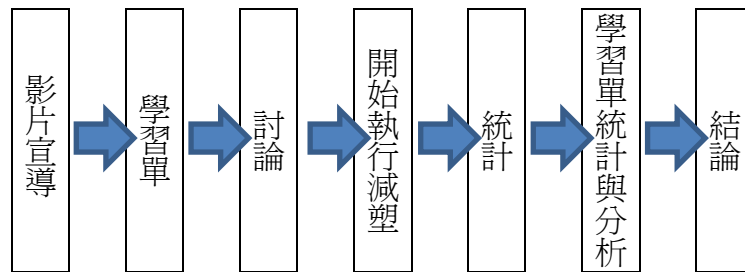 影片宣導
學習單
討論
開始執行減塑
統計
學習單統計與分析
結論